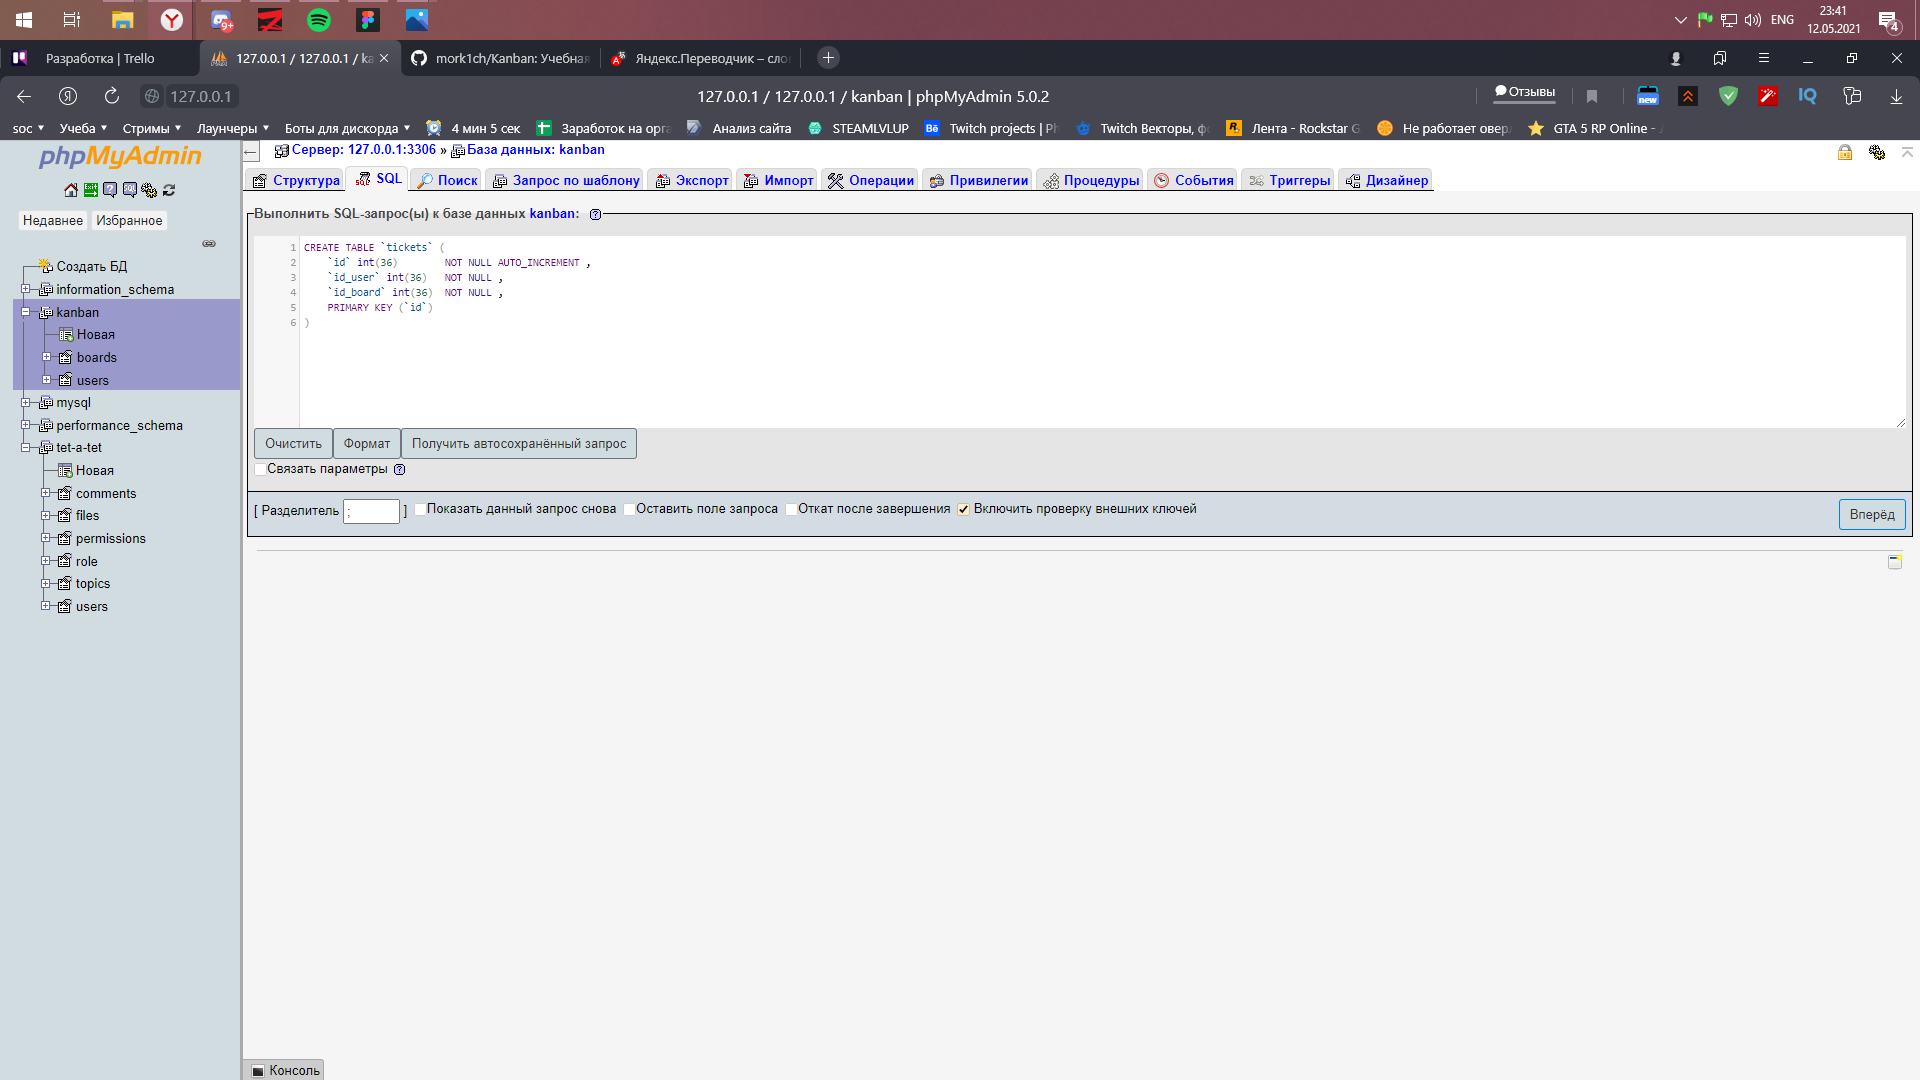 9+
ENG
23:41
12.05.2021
4
Разработка | Trello
127.0.0.1 / 127.0.0.1 / ka
mork1ch/Kanban: Учебная
Яндекс.Переводчик – сло
127.0.0.1
127.0.0.1 / 127.0.0.1 / kanban | phpMyAdmin 5.0.2
Отзывы
new
IQ
soc
Учеба
Стримы
Лаунчеры
Боты для дискорда
4 мин 5 сек
Заработок на орга
Анализ сайта
STEAMLVLUP
Twitch projects | Ph
Twitch Векторы, фо
Лента - Rockstar G
Не работает овер
GTA 5 RP Online -
phpMyAdmin
Недавнее
Избранное
Создать БД
information_schema
kanban
Новая
boards
users
mysql
performance_schema
tet-a-tet
Новая
comments
files
permissions
role
topics
users
Сервер: 127.0.0.1:3306 » База данных: kanban
Структура
SQL
Поиск
Запрос по шаблону
Экспорт
Импорт
Операции
Привилегии
Процедуры
События
Триггеры
Дизайнер
Выполнить SQL-запрос(ы) к базе данных kanban:
1 CREATE TABLE `tickets` (
2 `id` int(36) NOT NULL AUTO_INCREMENT ,
3 `id_user` int(36) NOT NULL ,
4 `id_board` int(36) NOT NULL ,
5 PRIMARY KEY (`id`)
6 )
Очистить
Формат
Получить автосохранённый запрос
Связать параметры
[ Разделитель ; ]
Показать данный запрос снова
Оставить поле запроса
Откат после завершения
Включить проверку внешних ключей
Вперёд
Консоль